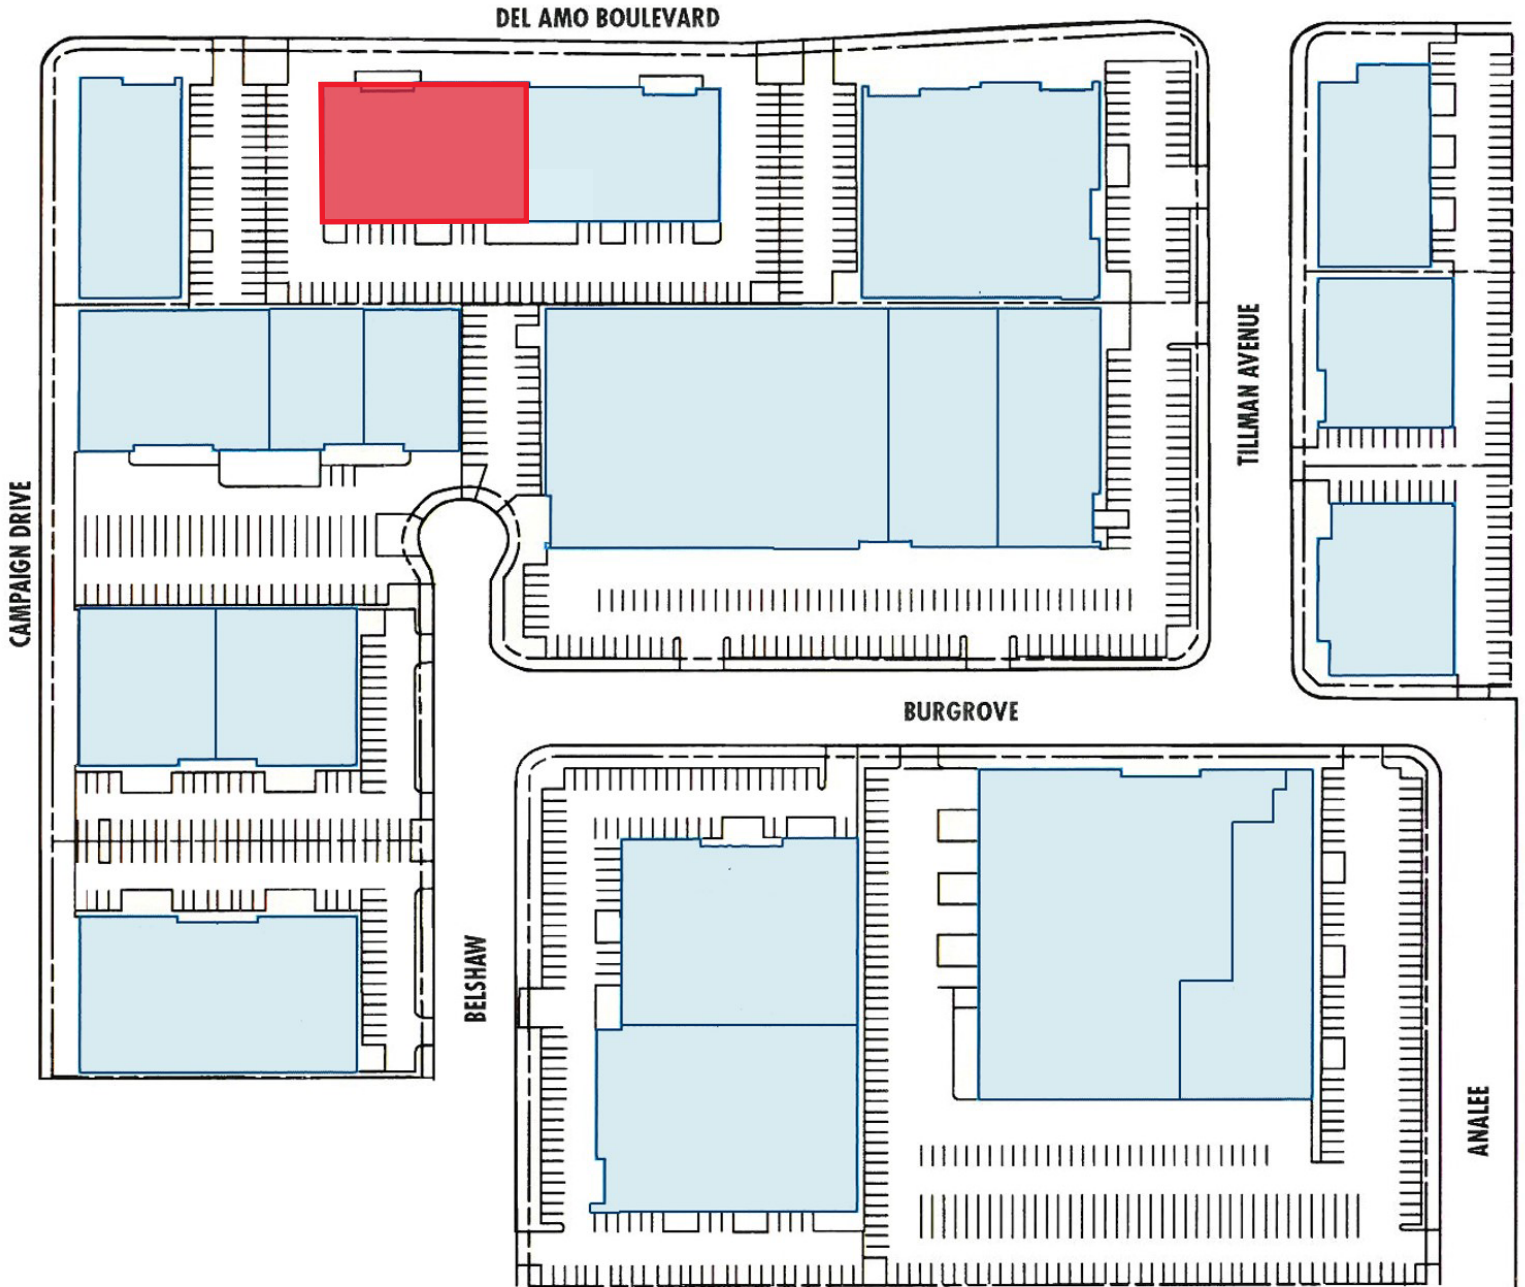 DEL AMO BOULEVARD
TILLMAN AVENUE
CAMPAIGN DRIVE
BURGROVE
BELSHAW
ANALEE